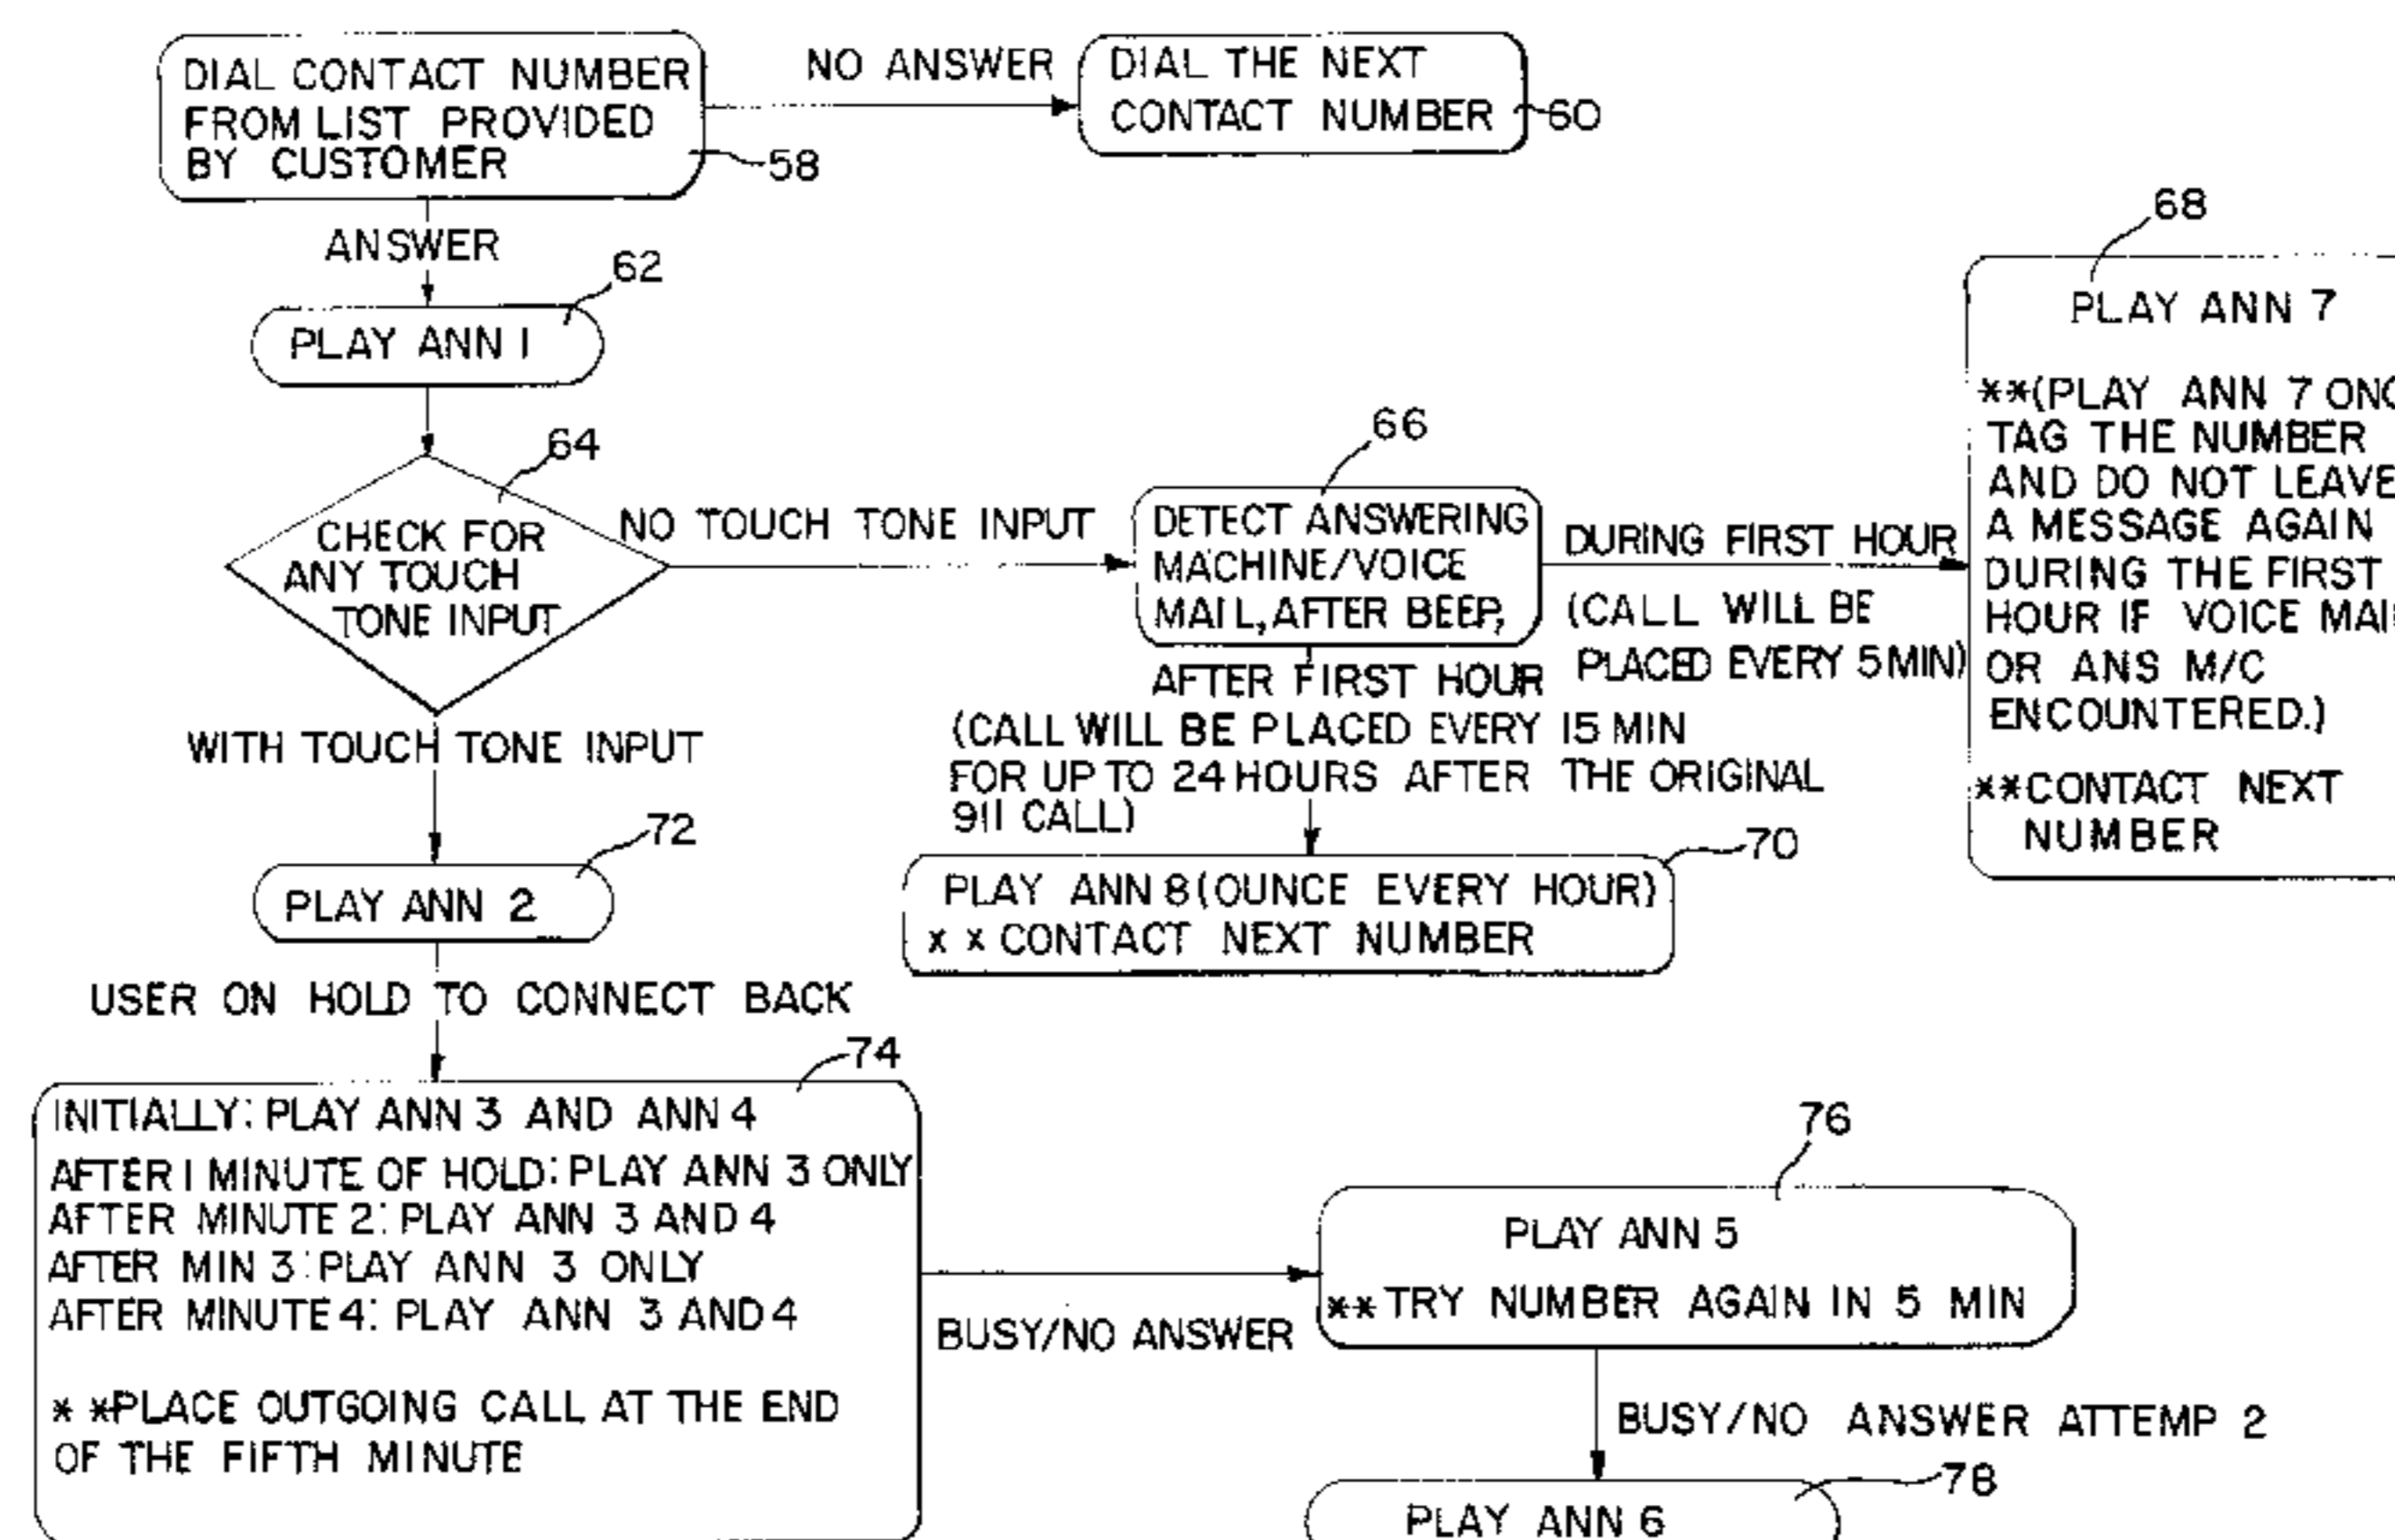 DIAL CONTACT NUMBER
FROM LIST PROVIDED
BY CUSTOMER
58
NO ANSWER
DIAL THE NEXT
CONTACT NUMBER
60
ANSWER
62
PLAY ANN 1
64
CHECK FOR
ANY TOUCH
TONE INPUT
NO TOUCH TONE INPUT
66
DETECT ANSWERING
MACHINE/VOICE
MAIL, AFTER BEEP,
DURING FIRST HOUR
(CALL WILL BE
PLACED EVERY 5 MIN)
68
PLAY ANN 7
**(PLAY ANN 7
TAG THE NUMBER
AND DO NOT LEAVE
A MESSAGE AGAIN
DURING THE FIRST
HOUR IF VOICE
OR ANS M/C
ENCOUNTERED.)
**CONTACT NEXT
NUMBER
AFTER FIRST HOUR
(CALL WILL BE PLACED EVERY 15 MIN
FOR UP TO 24 HOURS AFTER THE ORIGINAL
911 CALL)
70
PLAY ANN 8 (OUNCE EVERY HOUR)
** CONTACT NEXT NUMBER
WITH TOUCH TONE INPUT
72
PLAY ANN 2
USER ON HOLD TO CONNECT BACK
74
INITIALLY: PLAY ANN 3 AND ANN 4
AFTER 1 MINUTE OF HOLD: PLAY ANN 3 ONLY
AFTER MINUTE 2: PLAY ANN 3 AND 4
AFTER MIN 3: PLAY ANN 3 ONLY
AFTER MINUTE 4: PLAY ANN 3 AND 4
**PLACE OUTGOING CALL AT THE END
OF THE FIFTH MINUTE
BUSY/NO ANSWER
76
PLAY ANN 5
**TRY NUMBER AGAIN IN 5 MIN
BUSY/NO ANSWER ATTEMP 2
78
PLAY ANN 6